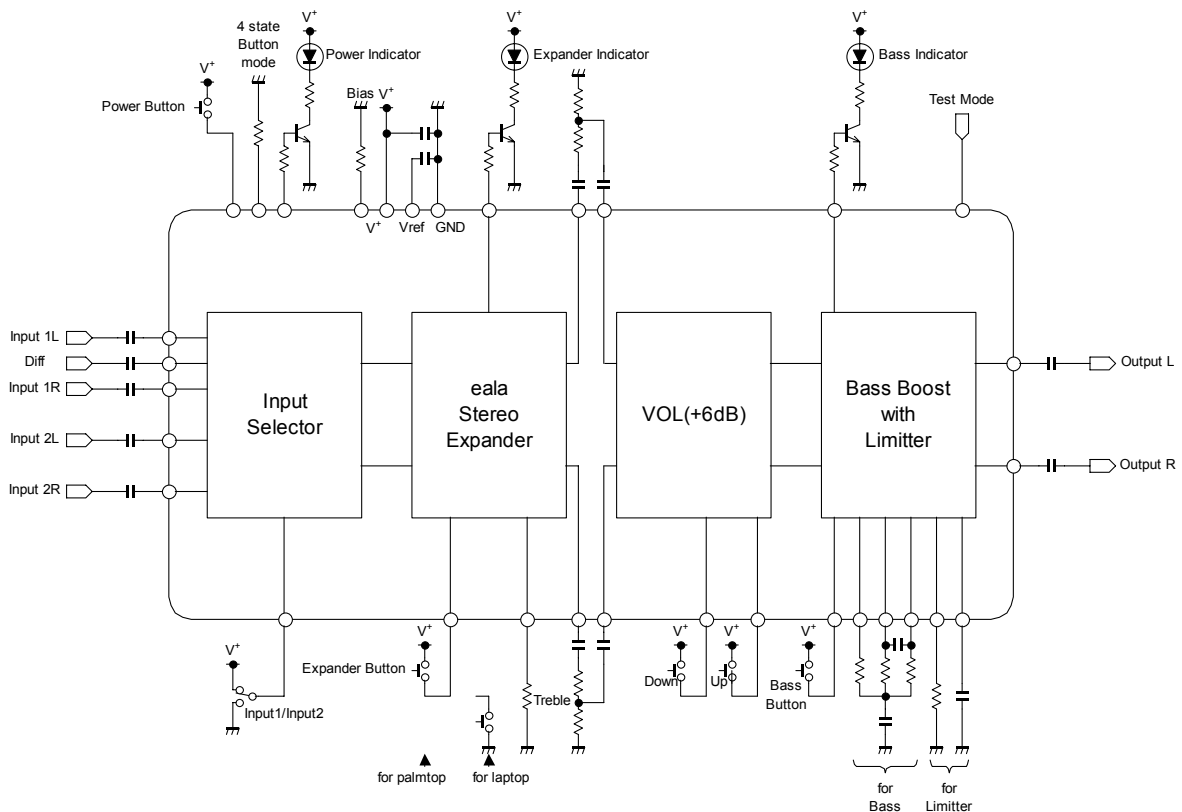 V+
V+
V+
4 state
Button
mode
Power Indicator
Expander Indicator
Bass Indicator
V+
Power Button
Bias
V+
Test Mode
V+
Vref
GND
Input 1L
Diff
Input 1R
Input 2L
Input 2R
Input
Selector
eala
Stereo
Expander
VOL(+6dB)
Bass Boost
with
Limitter
Output L
Output R
V+
Input1/Input2
V+
Expander Button
Treble
V+
Down
V+
Up
V+
Bass
Button
for palmtop
for laptop
for
Bass
for
Limitter